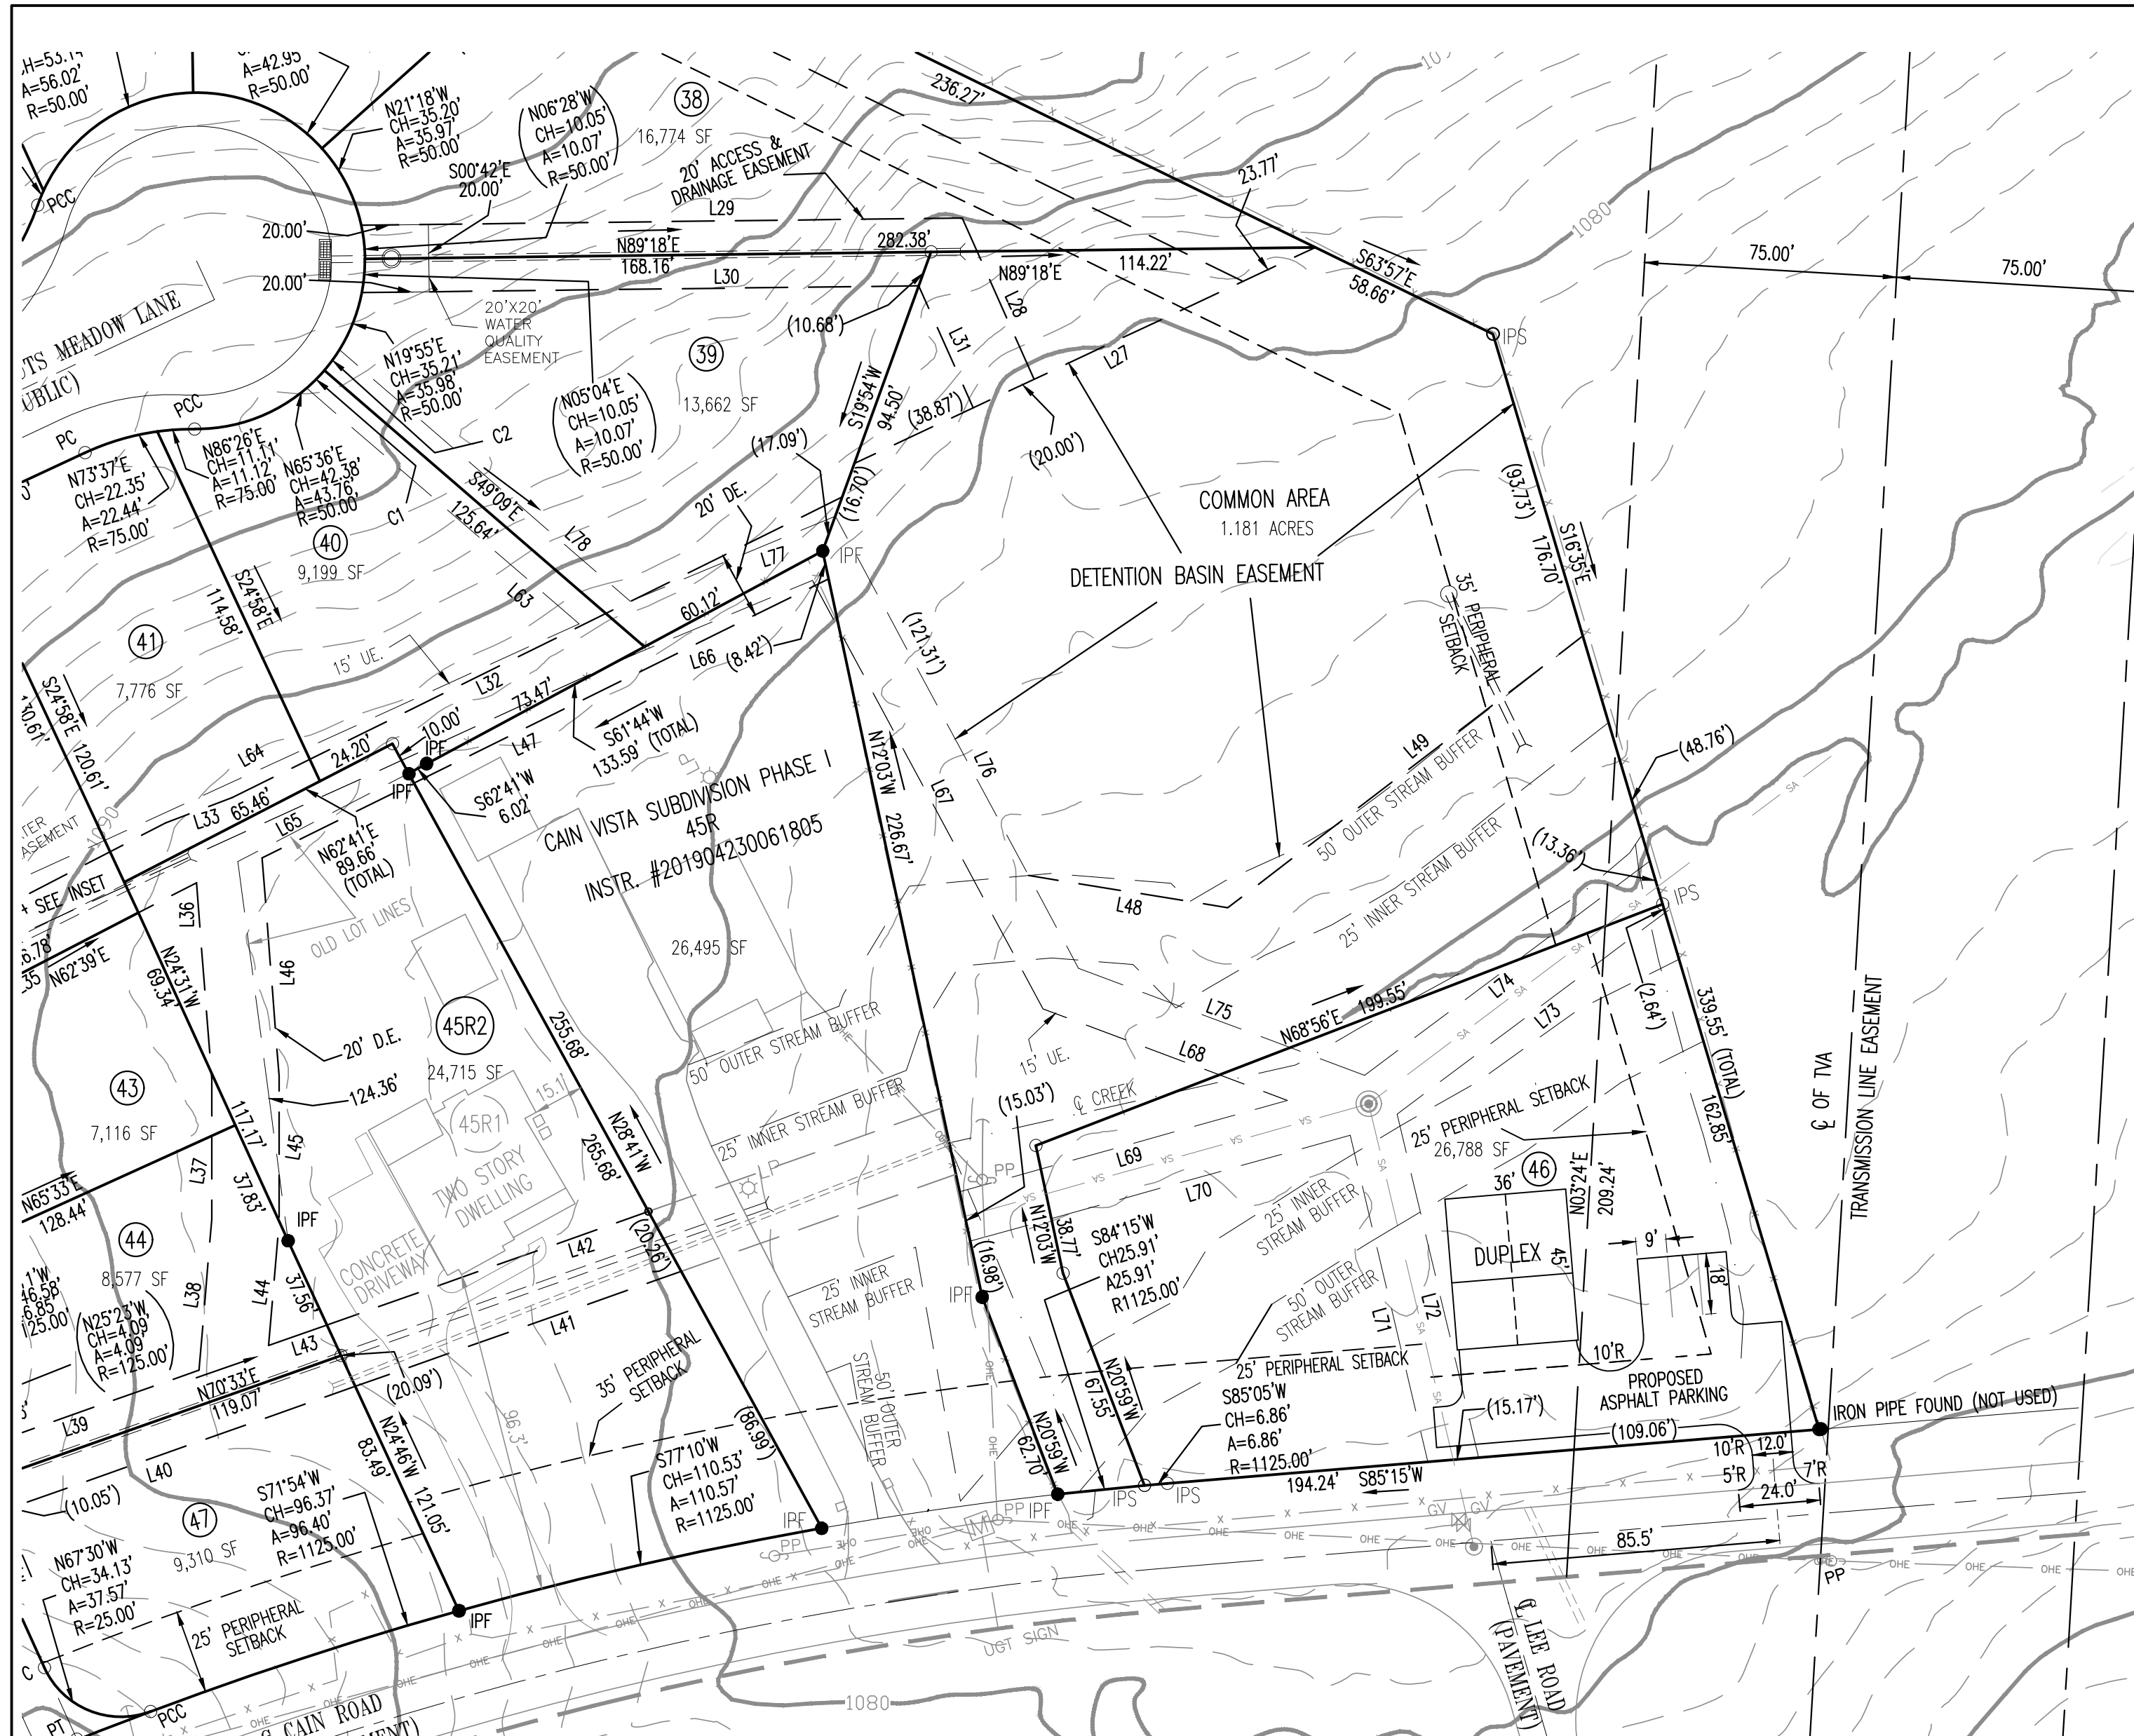 A=56.02'
R=50.00'
A=42.95'
R=50.00'
PCC
N21°18'W
CH=35.20'
A=35.97'
R=50.00'
(N06°28'W
CH=10.05'
A=10.07'
R=50.00')
S00°42'E
20.00'
38
16,774 SF
20' ACCESS &
DRAINAGE EASEMENT
L29
236.27'
23.77'
1080
75.00'
75.00'
20.00'
N89°18'E
168.16'
282.38'
L30
N89°18'E
114.22'
S63°57'E
58.66'
IPS
20.00'
20'X20'
WATER
QUALITY
EASEMENT
(10.68')
L28
L31
L27
MEADOW LANE
N19°55'E
CH=35.21'
A=35.98'
R=50.00'
39
13,662 SF
S19°54'W
94.50'
(38.87')
(20.00')
(N05°04'E
CH=10.05'
A=10.07'
R=50.00')
(17.09')
(16.70')
PCC
PC
N73°37'E
CH=22.35'
A=22.44'
R=75.00'
N86°26'E
CH=11.11'
A=11.12'
R=75.00'
N65°36'E
CH=42.38'
A=43.76'
R=50.00'
C2
C1
S49°09'E
125.64'
L78
L63
20' DE.
L77
IPF
COMMON AREA
1.181 ACRES
DETENTION BASIN EASEMENT
(93.73')
176.70'
S16°35'E
35' PERIPHERAL
SETBACK
40
9,199 SF
S24°58'E
114.58'
41
7,776 SF
15' UE.
60.12'
L66
(8.42')
(121.31')
L32
73.47'
10.00'
IPF
L47
S61°44'W
133.59' (TOTAL)
S24°58'E
120.61'
L64
24.20'
IPF
S62°41'W
6.02'
L33
65.46'
L65
N62°41'E
89.66'
(TOTAL)
1090
SEE INSET
LP
CAIN VISTA SUBDIVISION PHASE I
45R
INSTR. #201904230061805
26,495 SF
N12°03'W
226.67'
L67
L76
L49
50' OUTER STREAM BUFFER
(48.76')
25' INNER STREAM BUFFER
L48
(13.36')
IPS
OLD LOT LINES
L36
L46
N62°39'E
N24°31'W
69.34'
45R2
24,715 SF
20' D.E.
124.36'
255.68'
50' OUTER STREAM BUFFER
15' UE.
L75
L68
N68°56'E
199.55'
L74
L73
(2.64')
339.55' (TOTAL)
℄ OF TVA
TRANSMISSION LINE EASEMENT
43
7,116 SF
117.17'
L45
45R1
TWO STORY
DWELLING
15.1'
N28°41'W
265.68'
25' INNER STREAM BUFFER
(15.03')
℄ CREEK
25' PERIPHERAL SETBACK
26,788 SF
162.85'
N65°33'E
128.44'
L37
37.83'
IPF
LP
PP
L69
L70
46
36'
N03°24'E
209.24'
44
8,577 SF
L38
L44
37.56'
CONCRETE
DRIVEWAY
L42
(20.26')
25' INNER
STREAM BUFFER
IPF
(16.98')
N12°03'W
38.77'
S84°15'W
CH25.91'
A25.91'
R1125.00'
25' INNER
STREAM BUFFER
50' OUTER
STREAM BUFFER
DUPLEX
45'
9'
18'
(N25°23'W
CH=4.09'
A=4.09'
R=125.00')
L43
L41
L71
L72
10'R
N70°33'E
119.07'
(20.09')
35' PERIPHERAL
SETBACK
50' OUTER
STREAM BUFFER
25' PERIPHERAL SETBACK
PROPOSED
ASPHALT PARKING
IRON PIPE FOUND (NOT USED)
L39
L40
(10.05')
N24°46'W
83.49'
121.05'
96.3'
(86.99')
N20°59'W
62.70'
N20°59'W
67.55'
S85°05'W
CH=6.86'
A=6.86'
R=1125.00'
(15.17')
(109.06')
10'R
12.0'
5'R
7'R
24.0'
S71°54'W
CH=96.37'
A=96.40'
R=1125.00'
S77°10'W
CH=110.53'
A=110.57'
R=1125.00'
IPF
IPF
IPS
IPS
194.24'
S85°15'W
47
9,310 SF
PP
M
PP
GV
GV
85.5'
PP
N67°30'W
CH=34.13'
A=37.57'
R=25.00'
25' PERIPHERAL
SETBACK
IPF
OHE
UGT SIGN
℄ LEE ROAD
(PAVEMENT)
1080
PT
PCC
CAIN ROAD